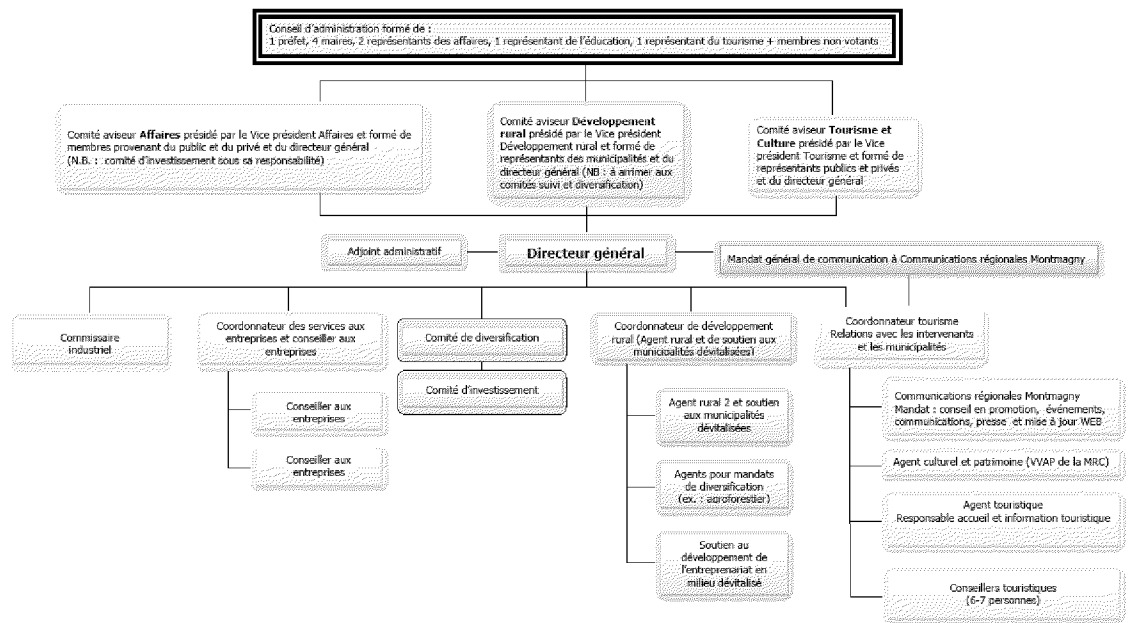 Conseil d'administration formé de :
1 préfet, 4 maires, 2 représentants des affaires, 1 représentant de l'éducation, 1 représentant du tourisme + membres non votants
Comité aviseur Affaires présidé par le Vice président Affaires et formé de
membres provenant du public et du privé et du directeur général
(N.B. : comité d'investissement sous sa responsabilité)
Comité aviseur Développement
rural présidé par le Vice président
Développement rural et formé de
représentants des municipalités et du
directeur général (NB : à arrimer aux
comités suivi et diversification)
Comité aviseur Tourisme et
Culture présidé par le Vice
président Tourisme et formé de
représentants publics et privés
et du directeur général
Adjoint administratif
Directeur général
Mandat général de communication à Communications régionales Montmagny
Commissaire
industriel
Coordonnateur des services aux
entreprises et conseiller aux
entreprises
Conseiller aux
entreprises
Conseiller aux
entreprises
Comité de diversification
Comité d'investissement
Coordonnateur de développement
rural (Agent rural et de soutien aux
municipalités dévitalisées)
Agent rural 2 et soutien
aux municipalités
dévitalisées
Agents pour mandats
de diversification
(ex. : agroforestier)
Soutien au
développement de
l'entreprenariat en
milieu dévitalisé
Coordonnateur tourisme
Relations avec les intervenants
et les municipalités
Communications régionales Montmagny
Mandat : conseil en promotion, événements,
communications, presse et mise à jour WEB
Agent culturel et patrimoine (VVAP de la MRC)
Agent touristique
Responsable accueil et information touristique
Conseillers touristiques
(6-7 personnes)